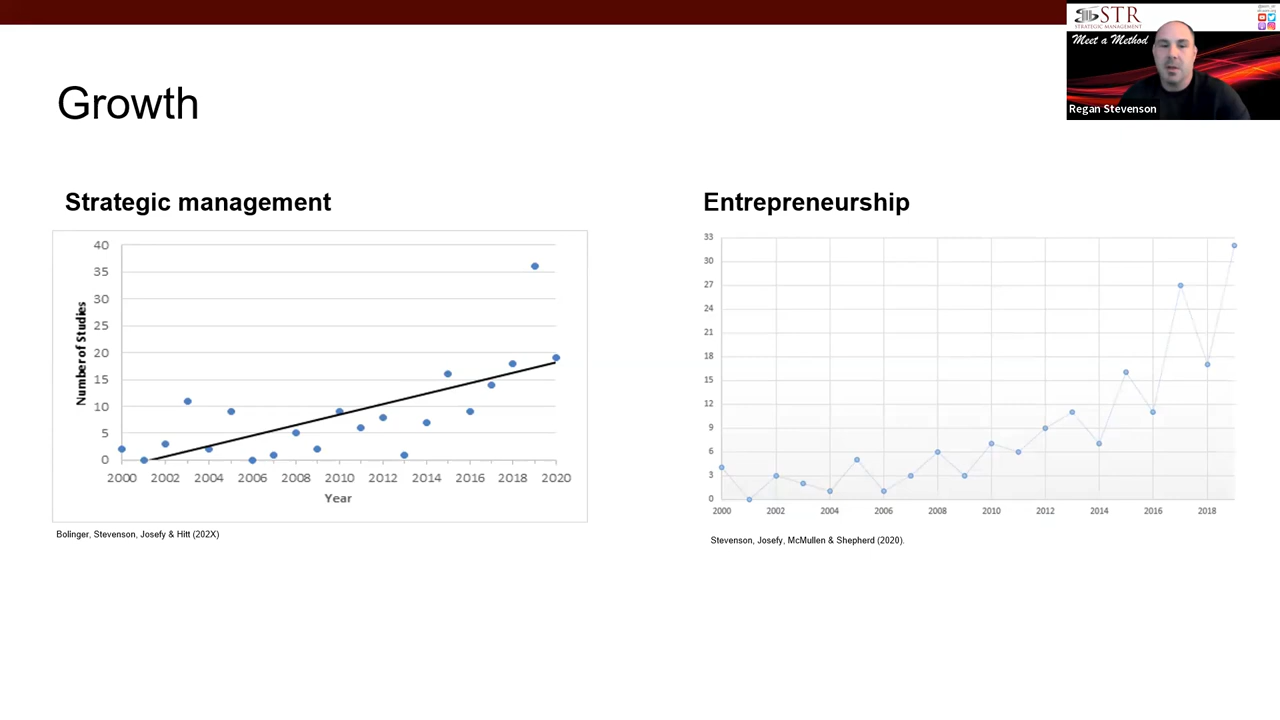 STR
STRATEGIC MANAGEMENT
Meet a Method
Regan Stevenson
Growth
Strategic management
40
35
30
25
20
15
10
5
0
Number of Studies
2000 2002 2004 2006 2008 2010 2012 2014 2016 2018 2020
Year
Bolinger, Stevenson, Josefy & Hitt (202X)
Entrepreneurship
33
30
27
24
21
18
15
12
9
6
3
0
2000 2002 2004 2006 2008 2010 2012 2014 2016 2018
Stevenson, Josefy, McMullen & Shepherd (2020).